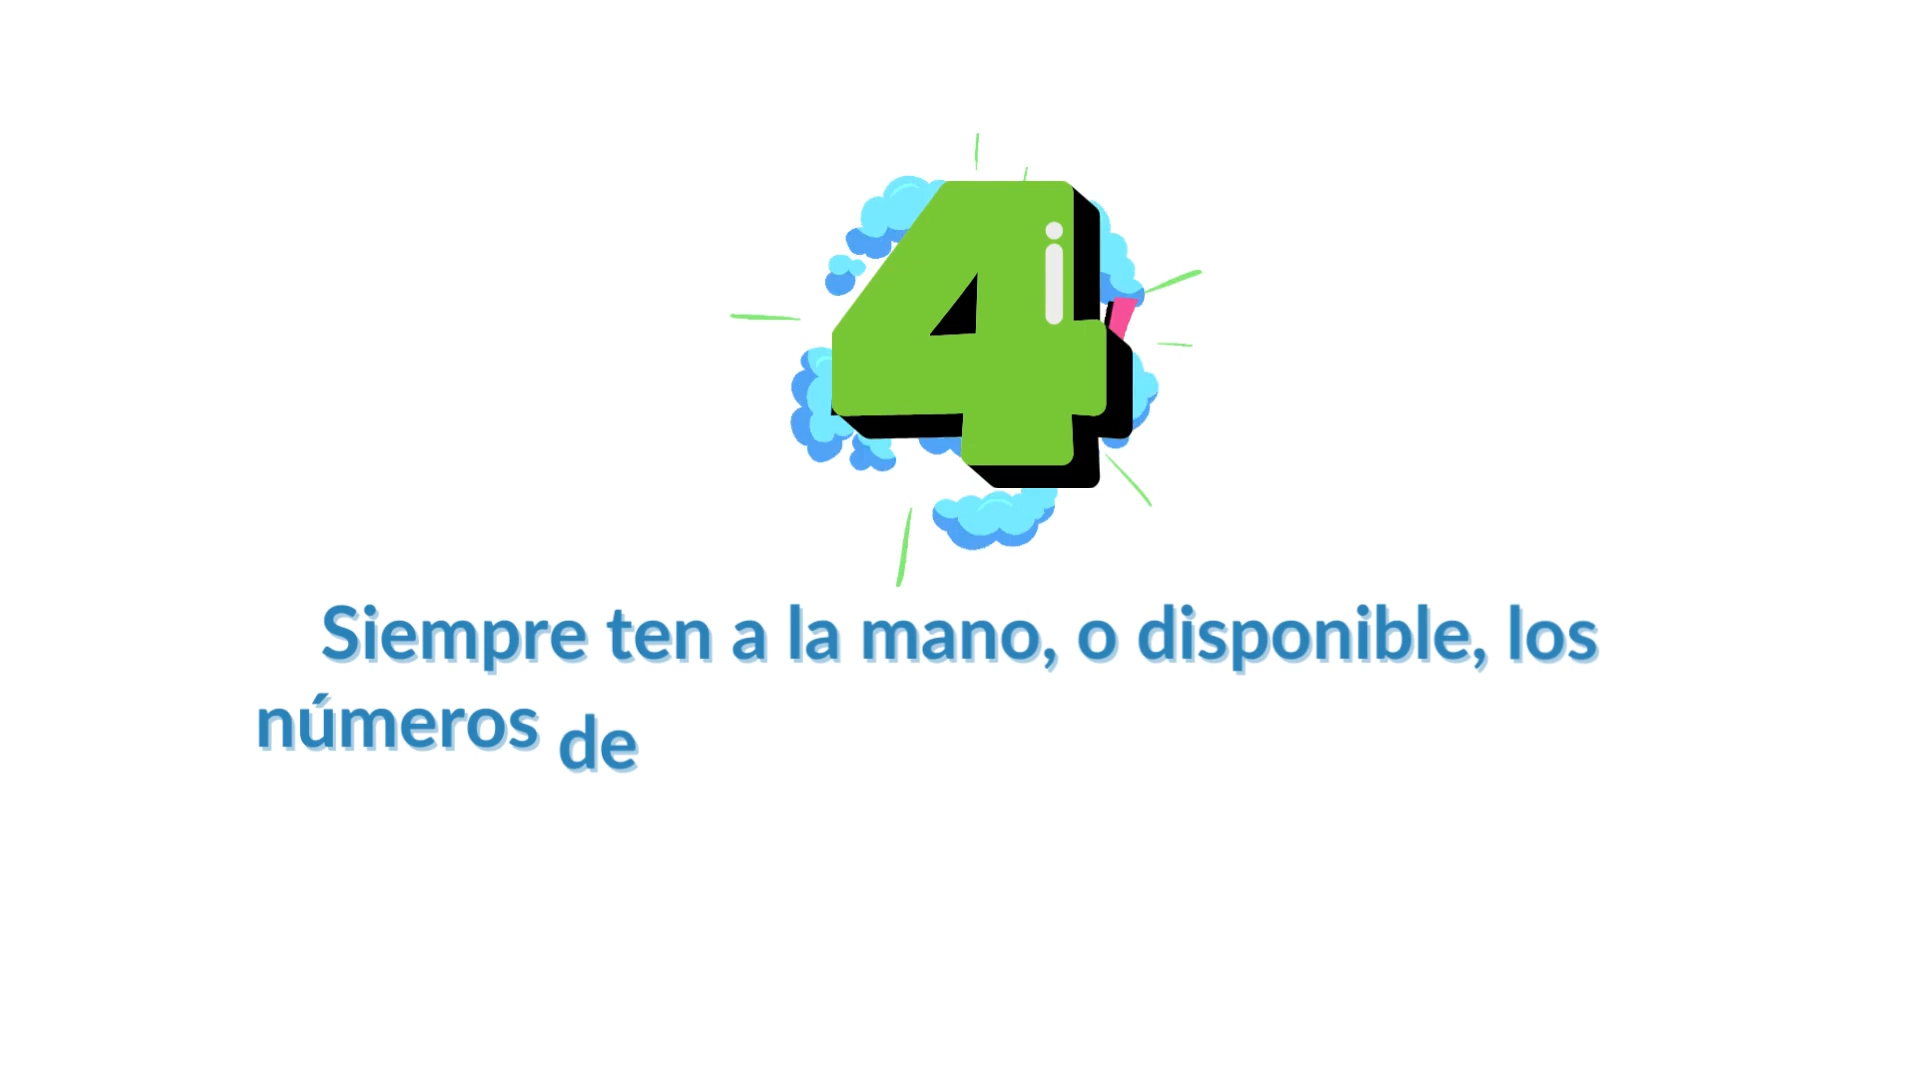 4
Siempre ten a la mano, o disponible, los
números de